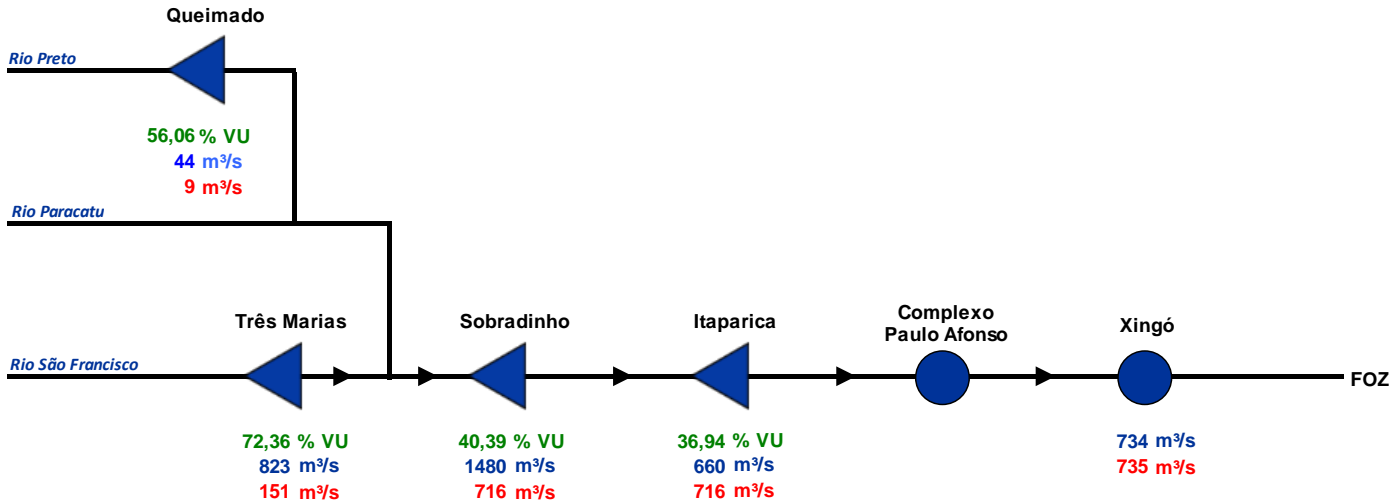 Queimado
Rio Preto
56,06 % VU
44 m³/s
9 m³/s
Rio Paracatu
Três Marias
Sobradinho
Itaparica
Complexo
Paulo Afonso
Xingó
Rio São Francisco
FOZ
72,36 % VU
823 m³/s
151 m³/s
40,39 % VU
1480 m³/s
716 m³/s
36,94 % VU
660 m³/s
716 m³/s
734 m³/s
735 m³/s